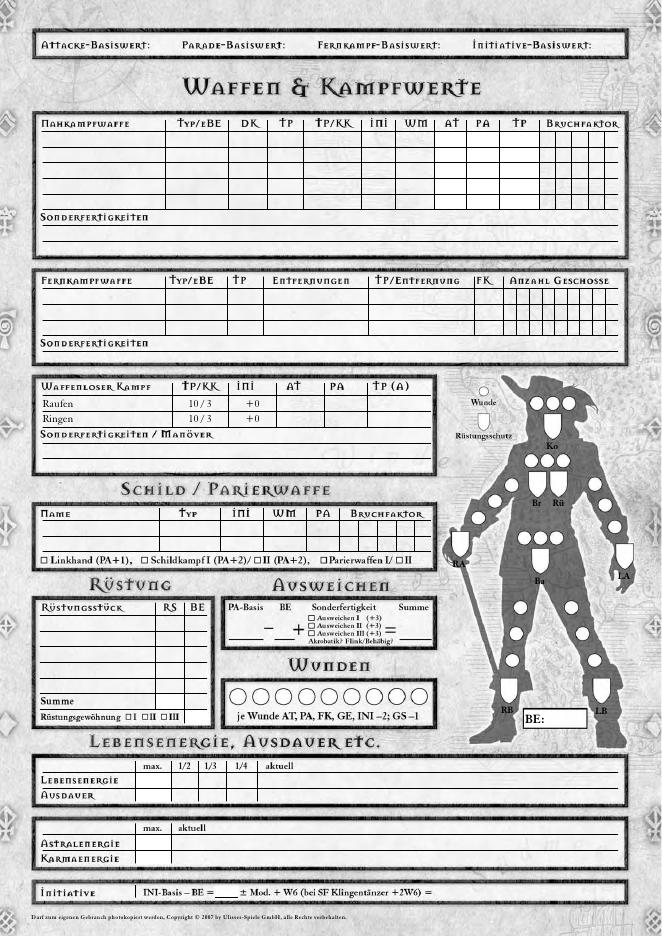 Attacke-Basiswert: Parade-Basiswert: Fernkampf-Basiswert: Initiative-Basiswert:
Waffen & Kampfwerte
Nahkampfwaffe Typ/eBE DK TP TP/KK INI WM AT PA TP Bruchfaktor
Sonderfertigkeiten
Fernkampfwaffe Typ/eBE TP Entfernungen TP/Entfernung FK Anzahl Geschosse
Sonderfertigkeiten
Waffenloser Kampf TP/KK INI AT PA TP (A)
Raufen 10/3 +0
Ringen 10/3 +0
Sonderfertigkeiten / Manöver
Wunde
Rüstungsschutz
Ko
Br Rü
RA
LA
Ba
RB
LB
BE:
Schild / Parierwaffe
Name Typ INI WM PA Bruchfaktor
Linkhand (PA+1), Schildkampf I (PA+2)/ II (PA+2), Parierwaffen I/ II
Rüstung
Rüstungsstück RS BE
Summe
Rüstungsgewöhnung I II III
Ausweichen
PA-Basis BE Sonderfertigkeit Summe
Ausweichen I (+3)
– + Ausweichen II (+3) =
Ausweichen III (+3)
Akrobatik? Flink/Behäbig?
Wunden
je Wunde AT, PA, FK, GE, INI –2; GS –1
Lebensenergie, Ausdauer etc.
max. 1/2 1/3 1/4 aktuell
Lebensenergie
Ausdauer
max. aktuell
Astralenergie
Karmaenergie
Initiative INI-Basis – BE = ____ ± Mod. + W6 (bei SF Klingentänzer +2W6) =
Darf zum eigenen Gebrauch photokopiert werden, Copyright © 2007 by Ulisses-Spiele GmbH, alle Rechte vorbehalten.